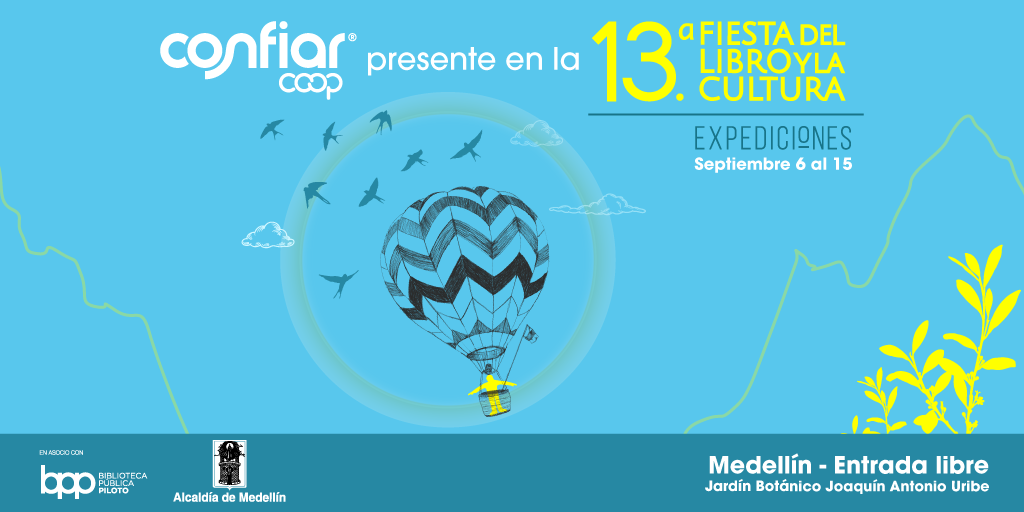 confiar®
coop
presente en la
13.ª
FIESTA DEL
LIBRO Y LA
CULTURA
EXPEDICIONES
Septiembre 6 al 15
EN ASOCIO CON
bpp
BIBLIOTECA
PÚBLICA
PILOTO
Alcaldía de Medellín
Medellín - Entrada libre
Jardín Botánico Joaquín Antonio Uribe